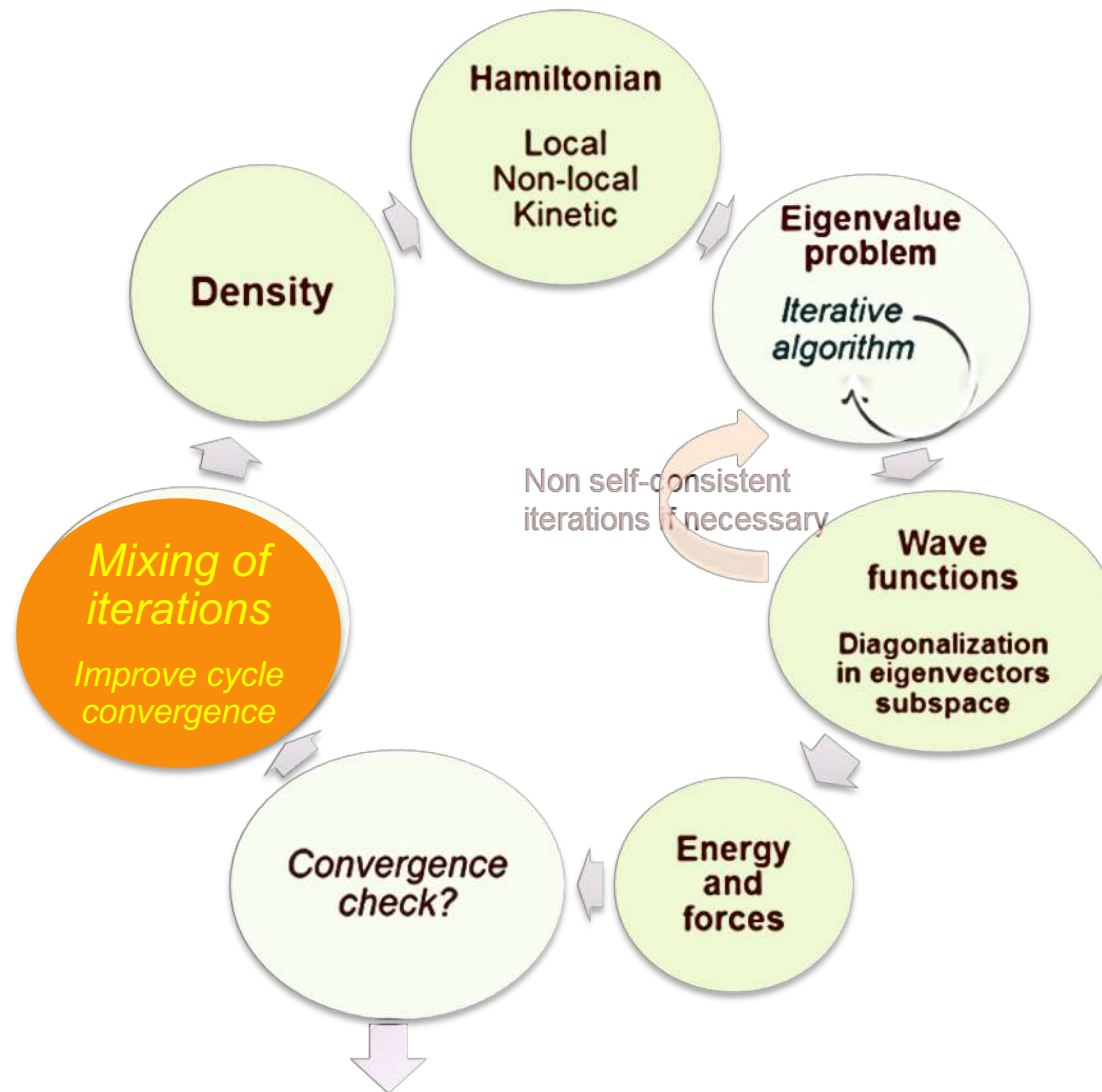 Hamiltonian
Local
Non-local
Kinetic
Eigenvalue
problem
Iterative
algorithm
Density
Non self-consistent
iterations if necessary
Wave
functions
Diagonalization
in eigenvectors
subspace
Mixing of
iterations
Improve cycle
convergence
Energy
and
forces
Convergence
check?